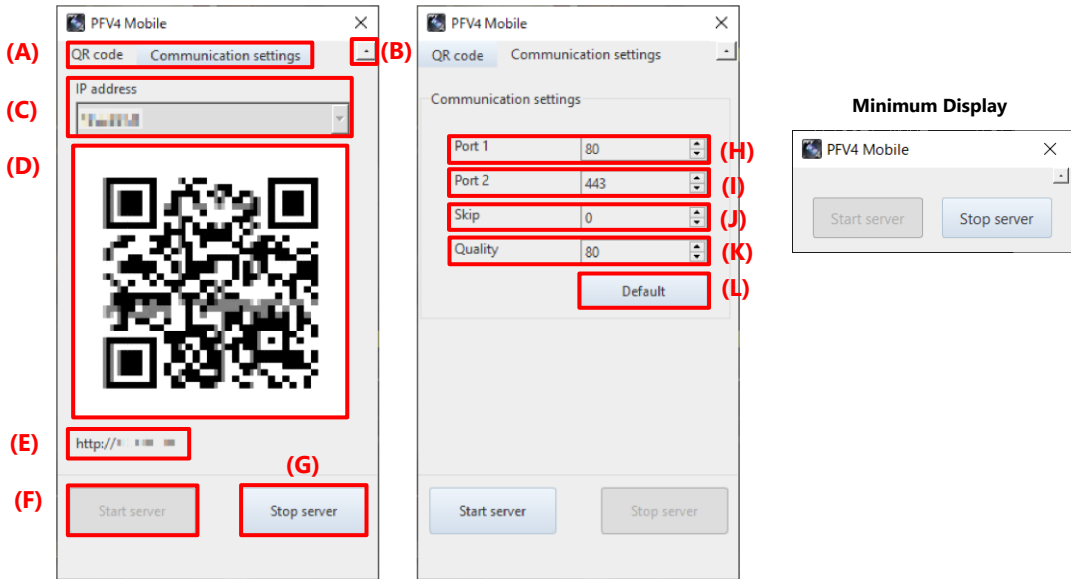 PFV4 Mobile
(A)
QR code Communication settings
(B)
(C)
IP address
(D)
(E)
http://
(G)
(F)
Start server Stop server
PFV4 Mobile
QR code Communication settings
Communication settings
Port 1 80 (H)
Port 2 443 (I)
Skip 0 (J)
Quality 80 (K)
Default (L)
Start server Stop server
Minimum Display
PFV4 Mobile
Start server Stop server